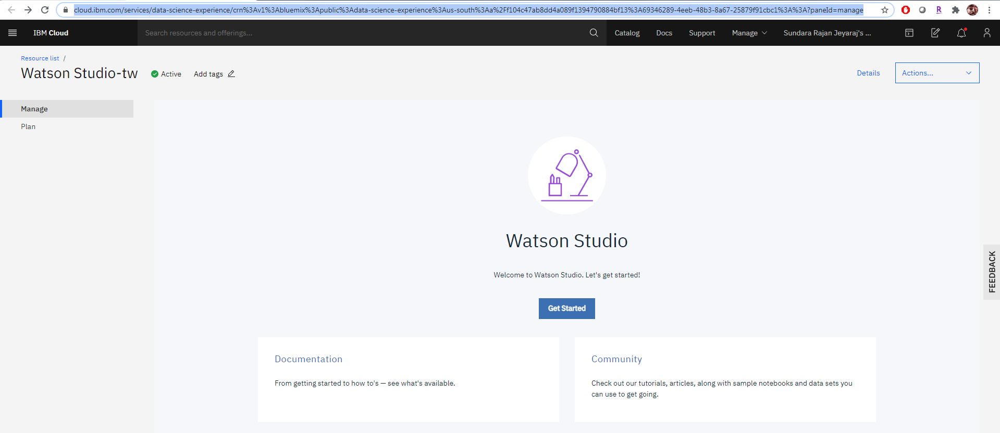 cloud.ibm.com/services/data-science-experience/crn%3Av1%3Abluemix%3Apublic%3Adata-science-experience%3Aus-south%3Aa%2Ff104c47ab8dd4a089f1394790884bf13%3A69346289-4eeb-48b3-8a67-25879f91cbc1%3A%3A?paneId=manage
R
IBM Cloud
Search resources and offerings...
Catalog
Docs
Support
Manage
Sundara Rajan Jeyaraj's ...
Resource list /
Watson Studio-tw
Active
Add tags
Details
Actions...
Manage
Plan
Watson Studio
Welcome to Watson Studio. Let's get started!
Get Started
FEEDBACK
Documentation
From getting started to how to's — see what's available.
Community
Check out our tutorials, articles, along with sample notebooks and data sets you
can use to get going.